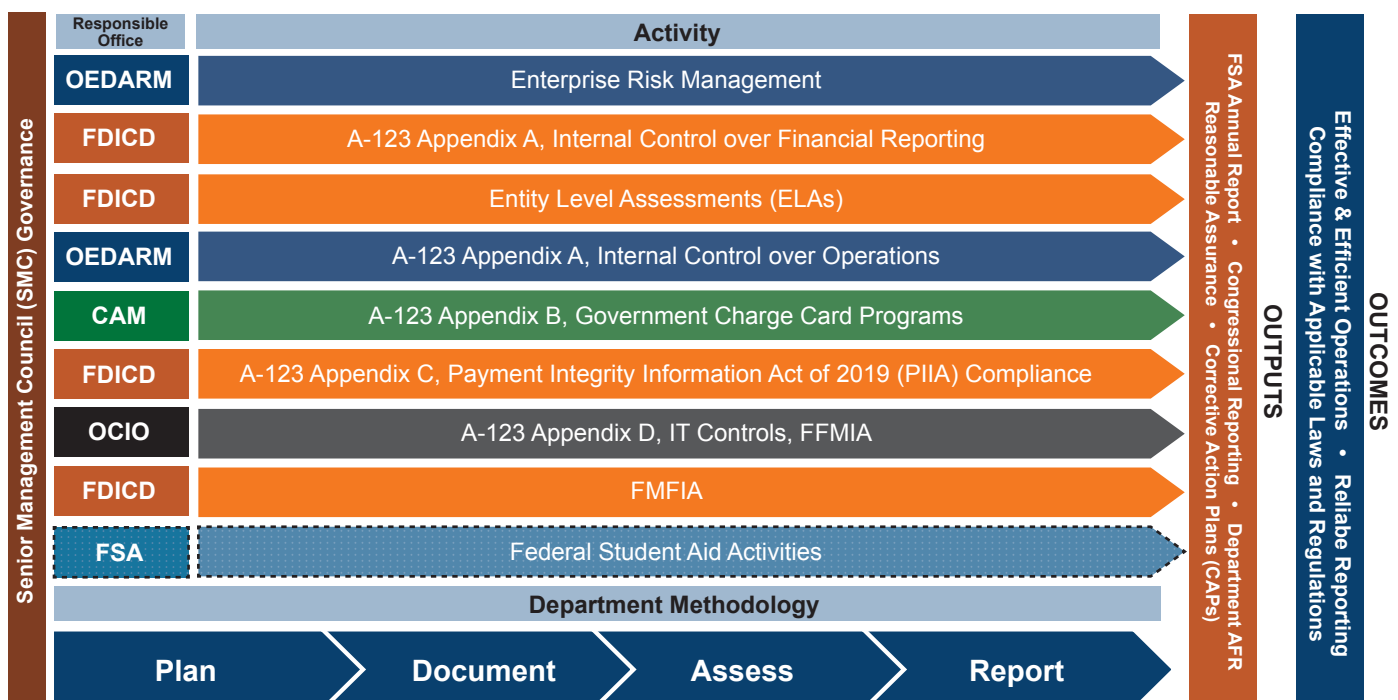 Senior Management Council (SMC) Governance
Responsible
Office
Activity
OEDARM
Enterprise Risk Management
FDICD
A-123 Appendix A, Internal Control over Financial Reporting
FDICD
Entity Level Assessments (ELAs)
OEDARM
A-123 Appendix A, Internal Control over Operations
CAM
A-123 Appendix B, Government Charge Card Programs
FDICD
A-123 Appendix C, Payment Integrity Information Act of 2019 (PIIA) Compliance
OCIO
A-123 Appendix D, IT Controls, FFMIA
FDICD
FMFIA
FSA
Federal Student Aid Activities
Department Methodology
Plan
Document
Assess
Report
FSA Annual Report • Congressional Reporting • Department AFR
Reasonable Assurance • Corrective Action Plans (CAPs)
OUTPUTS
Effective & Efficient Operations • Reliabe Reporting
Compliance with Applicable Laws and Regulations
OUTCOMES